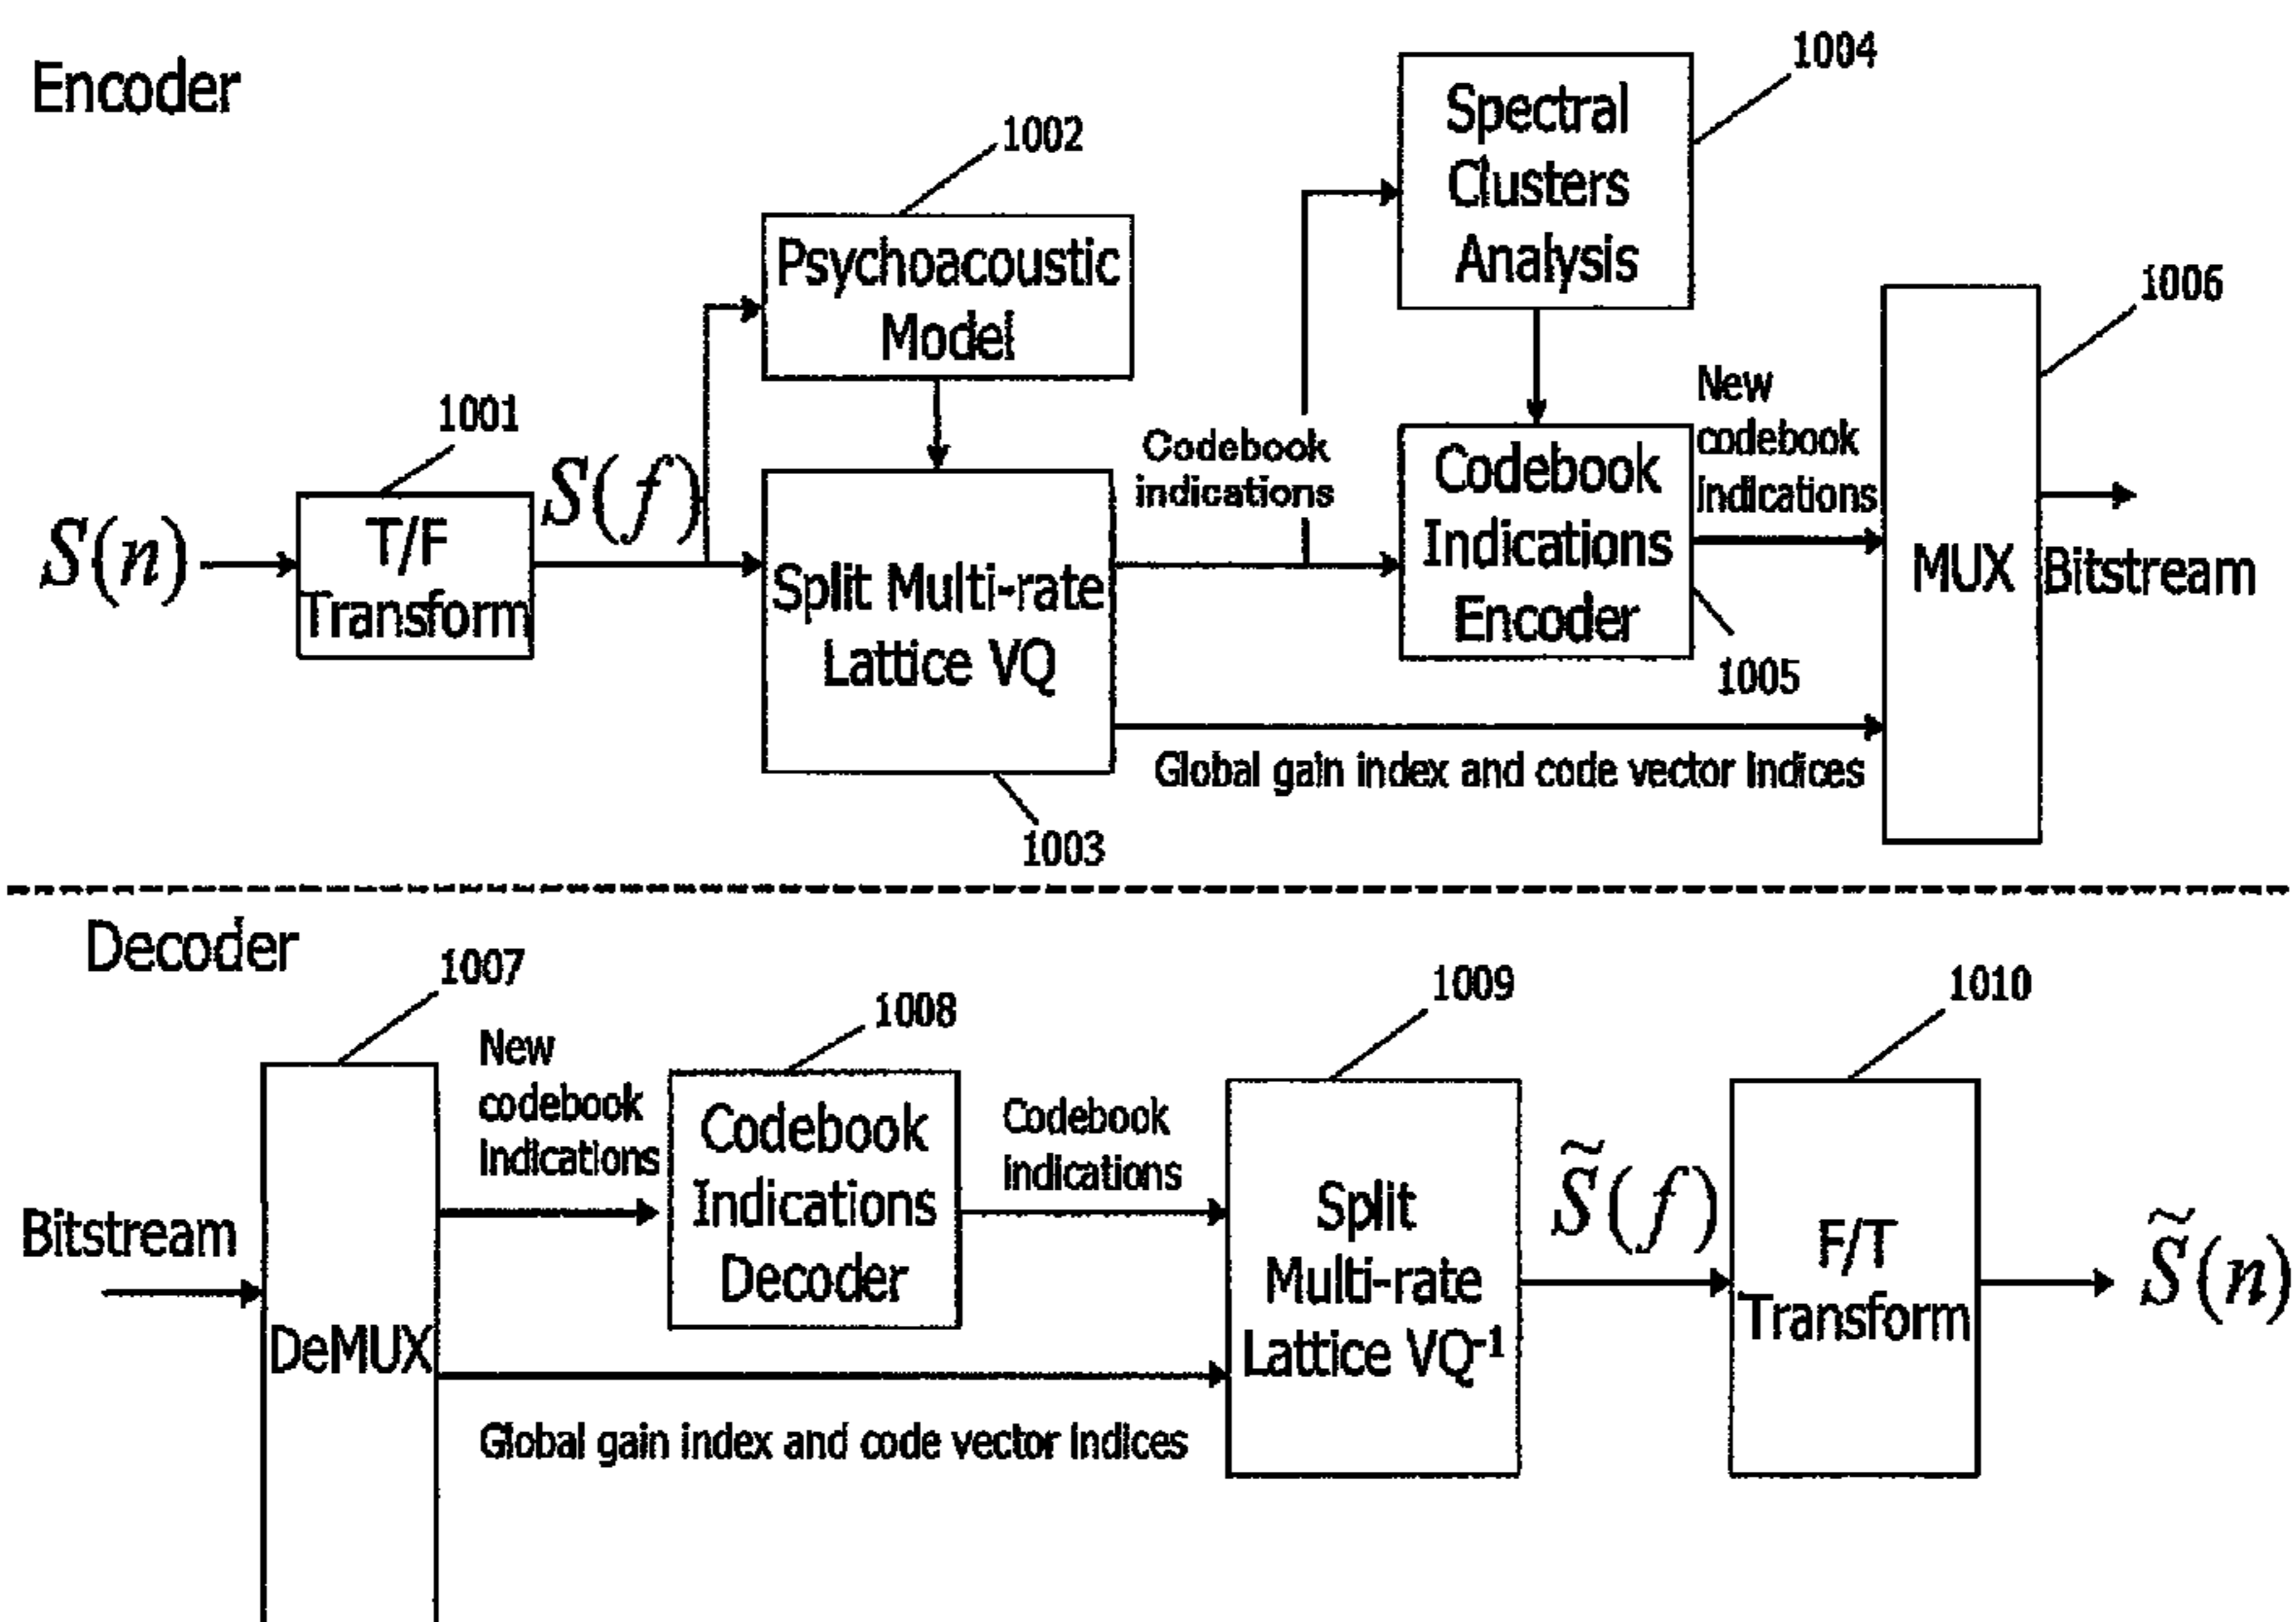 Encoder
1004
Spectral
Clusters
Analysis
1002
Psychoacoustic
Model
1006
1001
S(n)
T/F
Transform
S(f)
Split Multi-rate
Lattice VQ
1003
Codebook
indications
Codebook
Indications
Encoder
1005
New
codebook
indications
MUX
Bitstream
Global gain index and code vector indices
Decoder
1007
1008
1009
1010
Bitstream
DeMUX
New
codebook
indications
Codebook
Indications
Decoder
Codebook
indications
Split
Multi-rate
Lattice VQ⁻¹
S̃(f)
F/T
Transform
S̃(n)
Global gain index and code vector indices